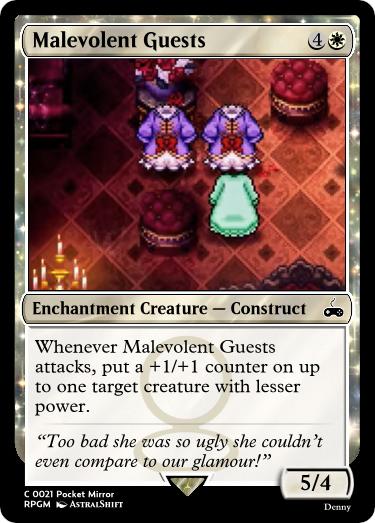 Malevolent Guests 4
Enchantment Creature — Construct
Whenever Malevolent Guests
attacks, put a +1/+1 counter on up
to one target creature with lesser
power.
“Too bad she was so ugly she couldn’t
even compare to our glamour!”
5/4
C 0021 Pocket Mirror
RPGM AstralShift
Denny